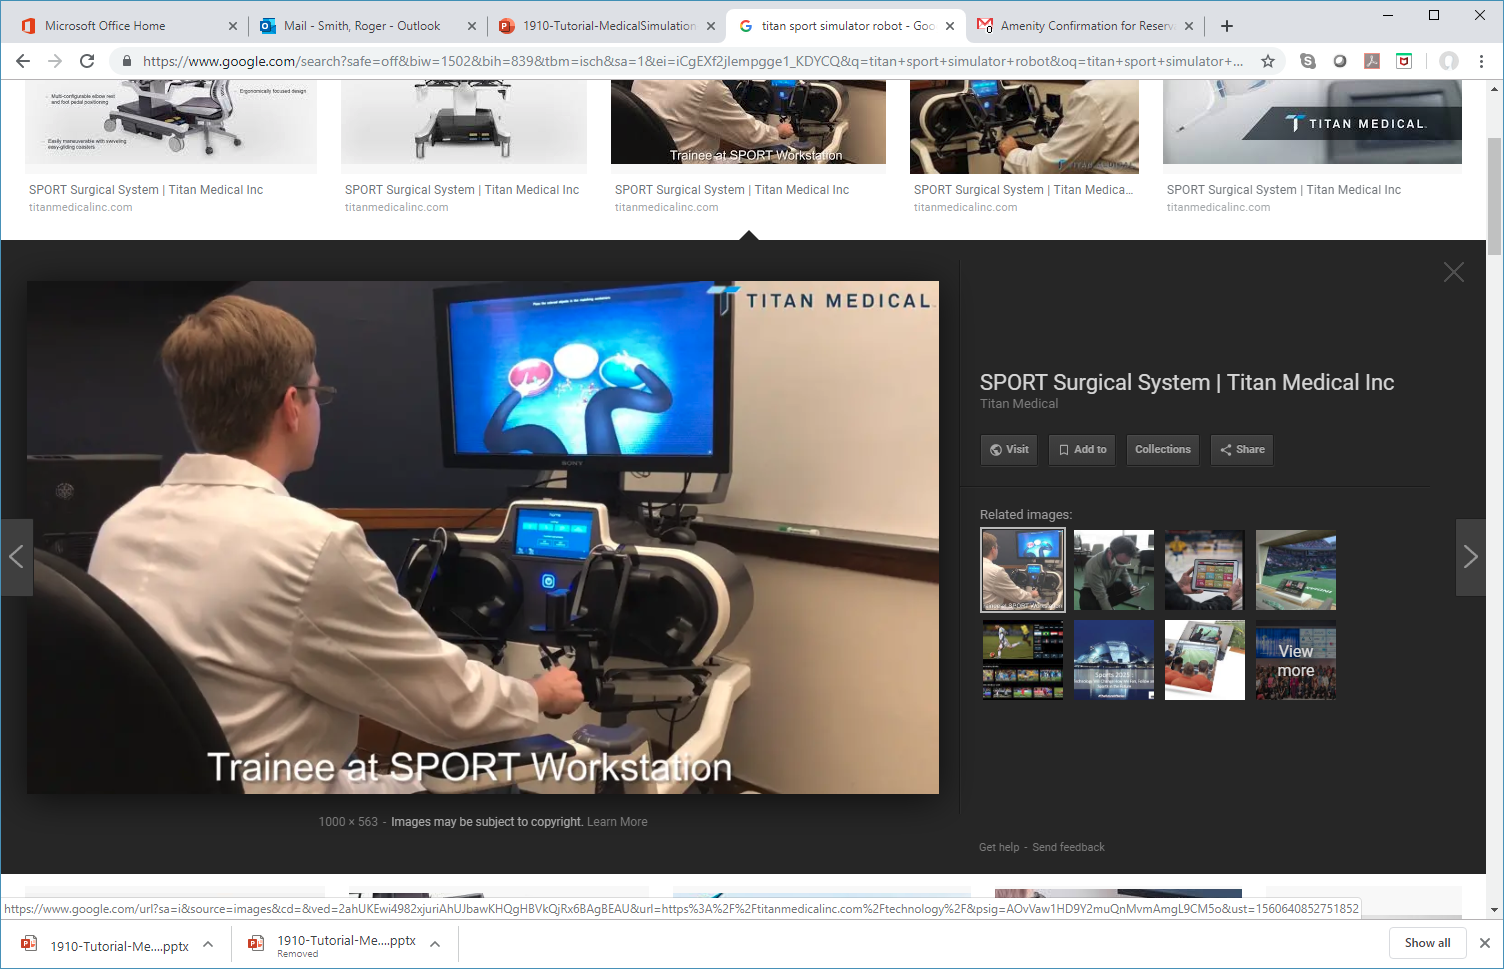 Microsoft Office Home
Mail - Smith, Roger - Outlook
1910-Tutorial-MedicalSimulation
titan sport simulator robot - Goo
Amenity Confirmation for Reserv
https://www.google.com/search?safe=off&biw=1502&bih=839&tbm=isch&sa=1&ei=iCgEXf2jIempgge1_KDYCQ&q=titan+sport+simulator+robot&oq=titan+sport+simulator+...
Multi-configurable elbow rest
and foot pedal positioning
Ergonomically focused design
Easily maneuverable with swiveling
easy-gliding coasters
Trainee at SPORT Workstation
TITAN MEDICAL
TITAN MEDICAL
SPORT Surgical System | Titan Medical Inc
titanmedicalinc.com
SPORT Surgical System | Titan Medical Inc
titanmedicalinc.com
SPORT Surgical System | Titan Medical Inc
titanmedicalinc.com
SPORT Surgical System | Titan Medica...
titanmedicalinc.com
SPORT Surgical System | Titan Medical Inc
titanmedicalinc.com
TITAN MEDICAL
SONY
Trainee at SPORT Workstation
1000 × 563 - Images may be subject to copyright. Learn More
SPORT Surgical System | Titan Medical Inc
Titan Medical
Visit
Add to
Collections
Share
Related images:
Sports 2025
View
more
Get help - Send feedback
https://www.google.com/url?sa=i&source=images&cd=&ved=2ahUKEwi4982xjuriAhUJbawKHQgHBVkQjRx6BAgBEAU&url=https%3A%2F%2Ftitanmedicalinc.com%2Ftechnology%2F&psig=AOvVaw1HD9Y2muQnMvmAmgL9CM5o&ust=1560640852751852
1910-Tutorial-Me....pptx
1910-Tutorial-Me....pptx
Removed
Show all